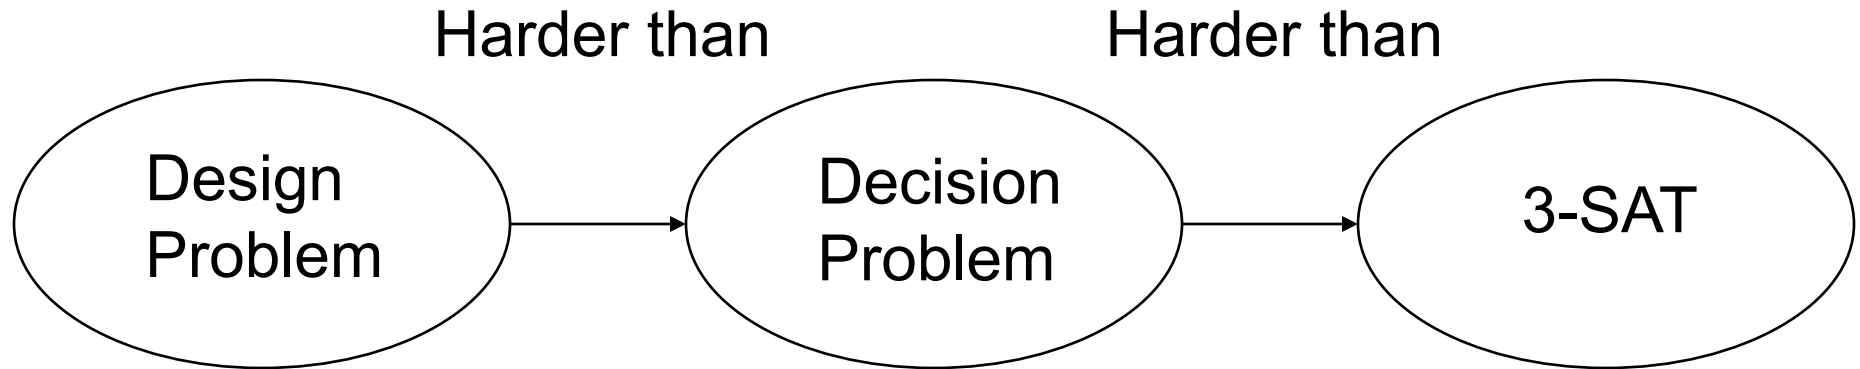 Harder than
Harder than
Design
Problem
Decision
Problem
3-SAT